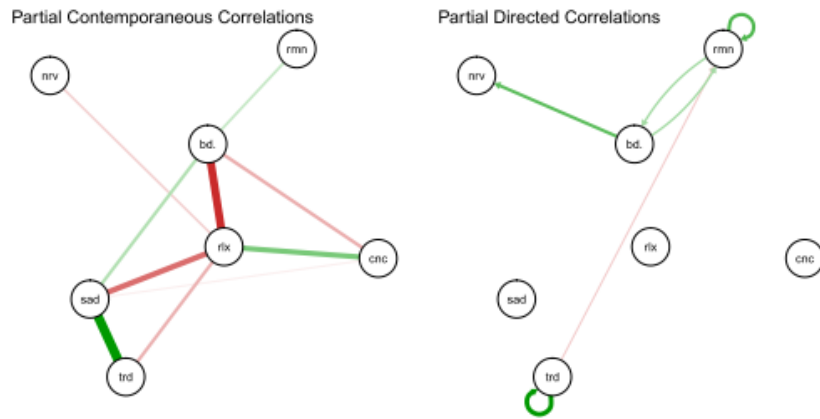 Partial Contemporaneous Correlations
rmn
nrv
bd.
rlx
cnc
sad
trd
Partial Directed Correlations
rmn
nrv
bd.
rlx
cnc
sad
trd